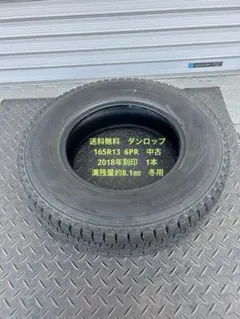 送料無料　ダンロップ
165R13 6PR　中古
2018年刻印　1本
溝残量約8.1㎜　冬用